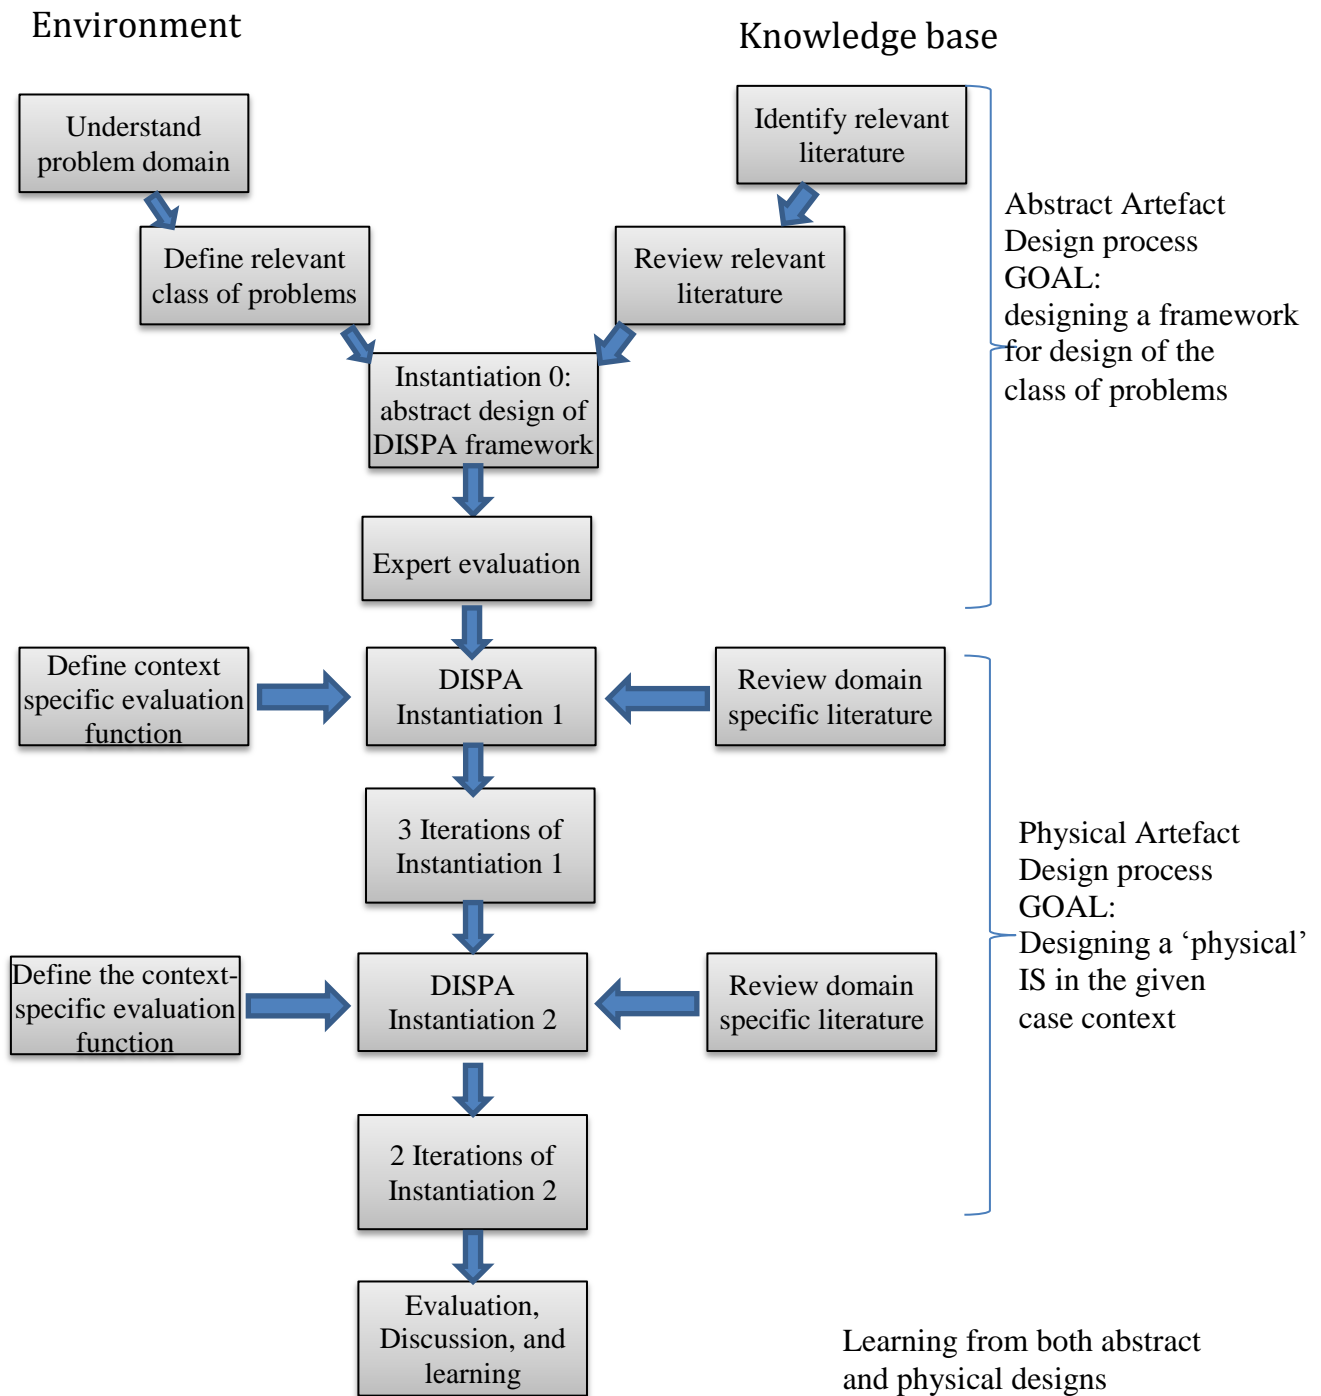 Environment
Knowledge base
Understand
problem domain
Identify relevant
literature
Define relevant
class of problems
Review relevant
literature
Abstract Artefact
Design process
GOAL:
designing a framework
for design of the
class of problems
Instantiation 0:
abstract design of
DISPA framework
Expert evaluation
Define context
specific evaluation
function
DISPA
Instantiation 1
Review domain
specific literature
3 Iterations of
Instantiation 1
Physical Artefact
Design process
GOAL:
Designing a ‘physical’
IS in the given
case context
Define the context-
specific evaluation
function
DISPA
Instantiation 2
Review domain
specific literature
2 Iterations of
Instantiation 2
Evaluation,
Discussion, and
learning
Learning from both abstract
and physical designs